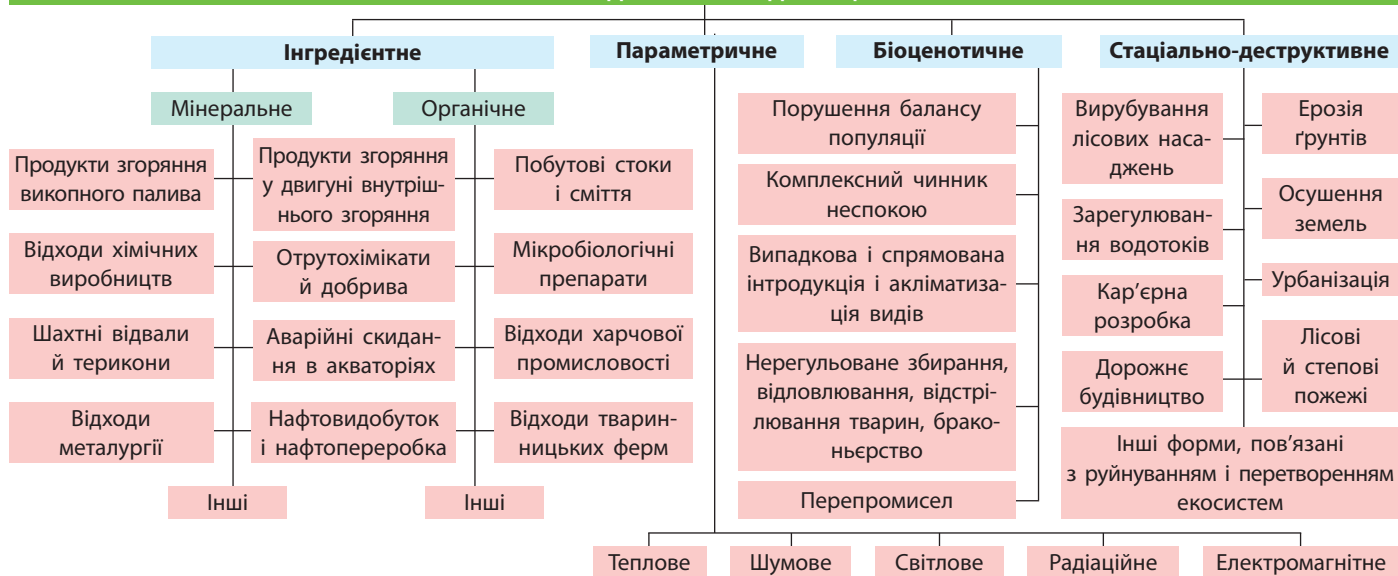 Інгредієнтне
Параметричне
Біоценотичне
Стаціально-деструктивне
Мінеральне
Органічне
Продукти згоряння
викопного палива
Відходи хімічних
виробництв
Шахтні відвали
й терикони
Відходи
металургії
Інші
Продукти згоряння
у двигуні внутріш-
нього згоряння
Отрутохімікати
й добрива
Аварійні скидан-
ня в акваторіях
Нафтовидобуток
і нафтопереробка
Побутові стоки
і сміття
Мікробіологічні
препарати
Відходи харчової
промисловості
Відходи тварин-
ницьких ферм
Інші
Порушення балансу
популяції
Комплексний чинник
неспокою
Випадкова і спрямована
інтродукція і акліматиза-
ція видів
Нерегульоване збирання,
відловлювання, відстрі-
лювання тварин, брако-
ньєрство
Перепромисел
Вирубування
лісових наса-
джень
Зарегулюван-
ня водотоків
Кар’єрна
розробка
Дорожнє
будівництво
Ерозія
ґрунтів
Осушення
земель
Урбанізація
Лісові
й степові
пожежі
Інші форми, пов’язані
з руйнуванням і перетворенням
екосистем
Теплове
Шумове
Світлове
Радіаційне
Електромагнітне